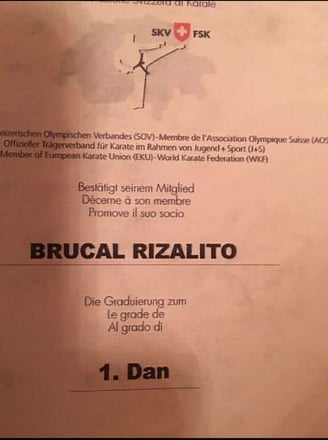 Svizzera di Karate
SKV FSK
Olympischen Verbandes (SOV)-Membre de l'Association Olympique Suisse (AOS
Offizieller Trägerverband für Karate im Rahmen von Jugend+Sport (J+S)
Member of European Karate Union (EKU)-World Karate Federation (WKF)
Bestätigt seinem Mitglied
Décerne à son membre
Promove il suo socio
BRUCAL RIZALITO
Die Graduierung zum
Le grade de
Al grado di
1. Dan